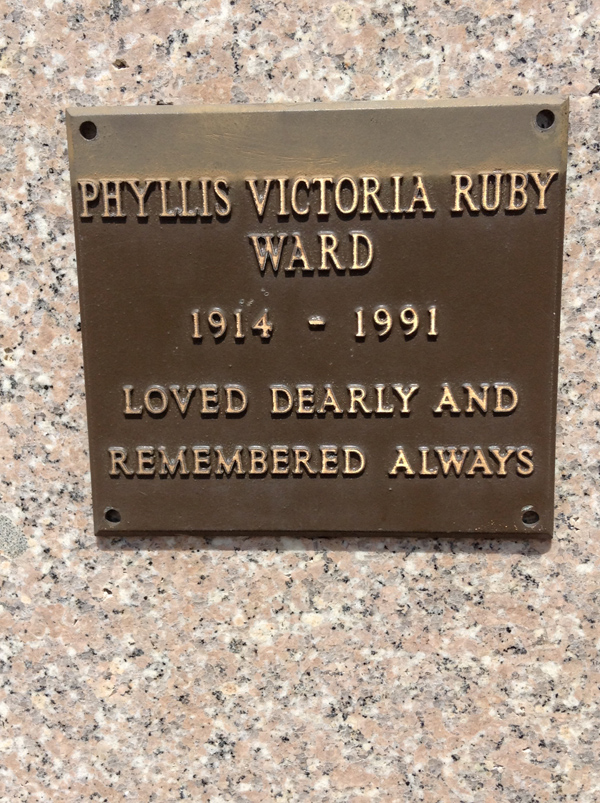 PHYLLIS VICTORIA RUBY
WARD
1914 - 1991
LOVED DEARLY AND
REMEMBERED ALWAYS